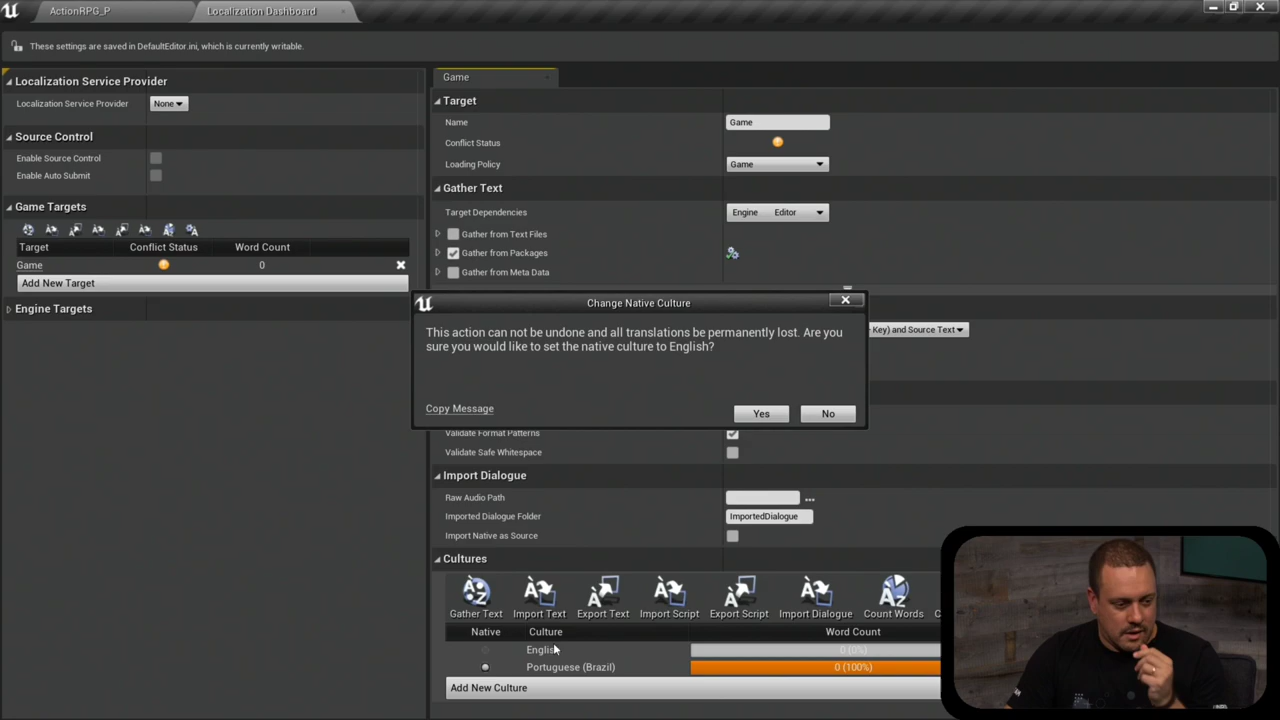 ActionRPG_P
Localization Dashboard
These settings are saved in DefaultEditor.ini, which is currently writable.
Localization Service Provider
Localization Service Provider
None
Source Control
Enable Source Control
Enable Auto Submit
Game Targets
Target
Conflict Status
Word Count
Game
0
Add New Target
Engine Targets
Game
Target
Name
Game
Conflict Status
Loading Policy
Game
Gather Text
Target Dependencies
Engine Editor
Gather from Text Files
Gather from Packages
Gather from Meta Data
Key) and Source Text
Change Native Culture
This action can not be undone and all translations be permanently lost. Are you
sure you would like to set the native culture to English?
Copy Message
Yes
No
Validate Format Patterns
Validate Safe Whitespace
Import Dialogue
Raw Audio Path
Imported Dialogue Folder
ImportedDialogue
Import Native as Source
Cultures
Gather Text
Import Text
Export Text
Import Script
Export Script
Import Dialogue
Count Words
Native
Culture
Word Count
English
0 (0%)
Portuguese (Brazil)
0 (100%)
Add New Culture